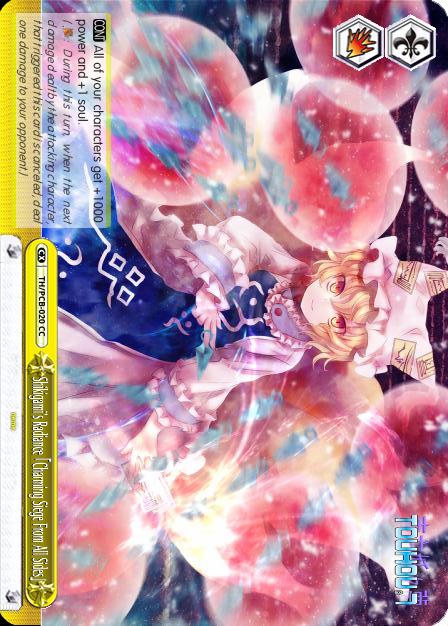 CONT All of your characters get +1000
power and +1 soul.
( : During this turn, when the next
damage dealt by the attacking character
that triggered this card is canceled, deal
one damage to your opponent)
CX TH/PCB-020 CC
Shikigami's Radiance 「Charming Siege From All Sides」
TOUHOU